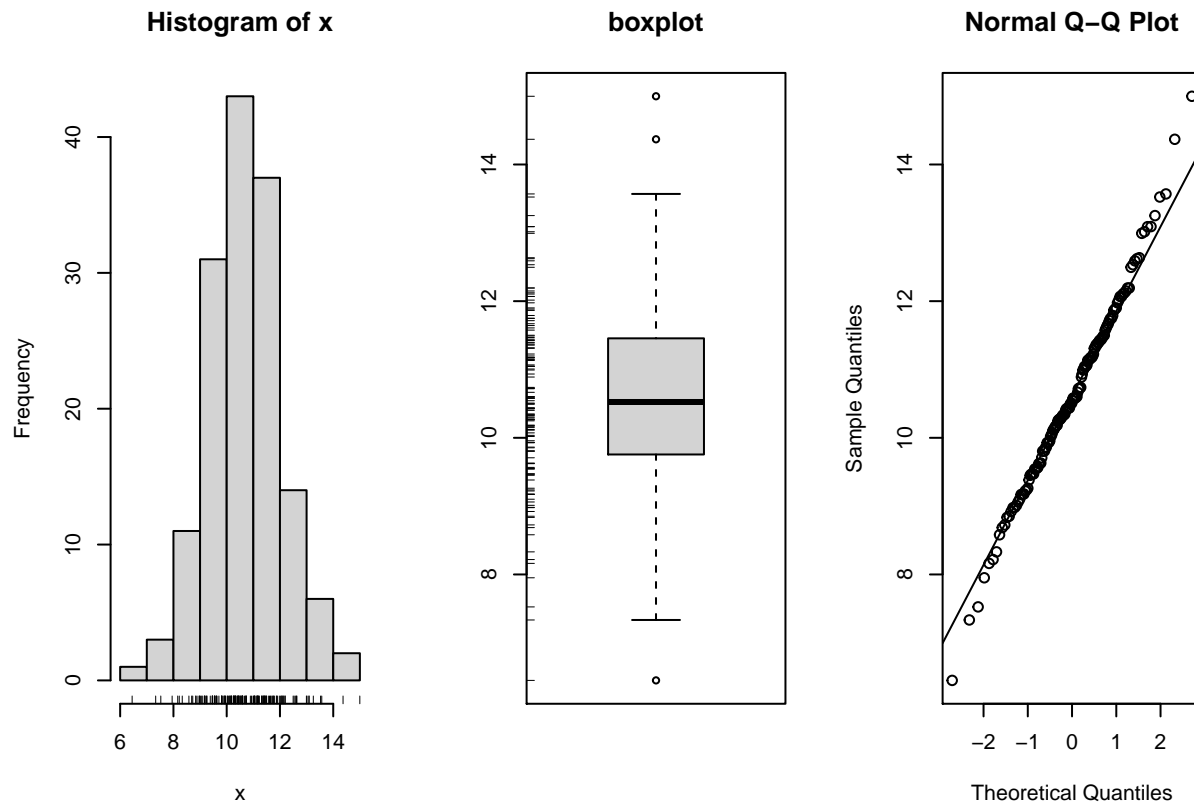 Histogram of x
Frequency
0
10
20
30
40
6 8 10 12 14
x
boxplot
8
10
12
14
Normal Q−Q Plot
Sample Quantiles
8
10
12
14
−2 −1 0 1 2
Theoretical Quantiles